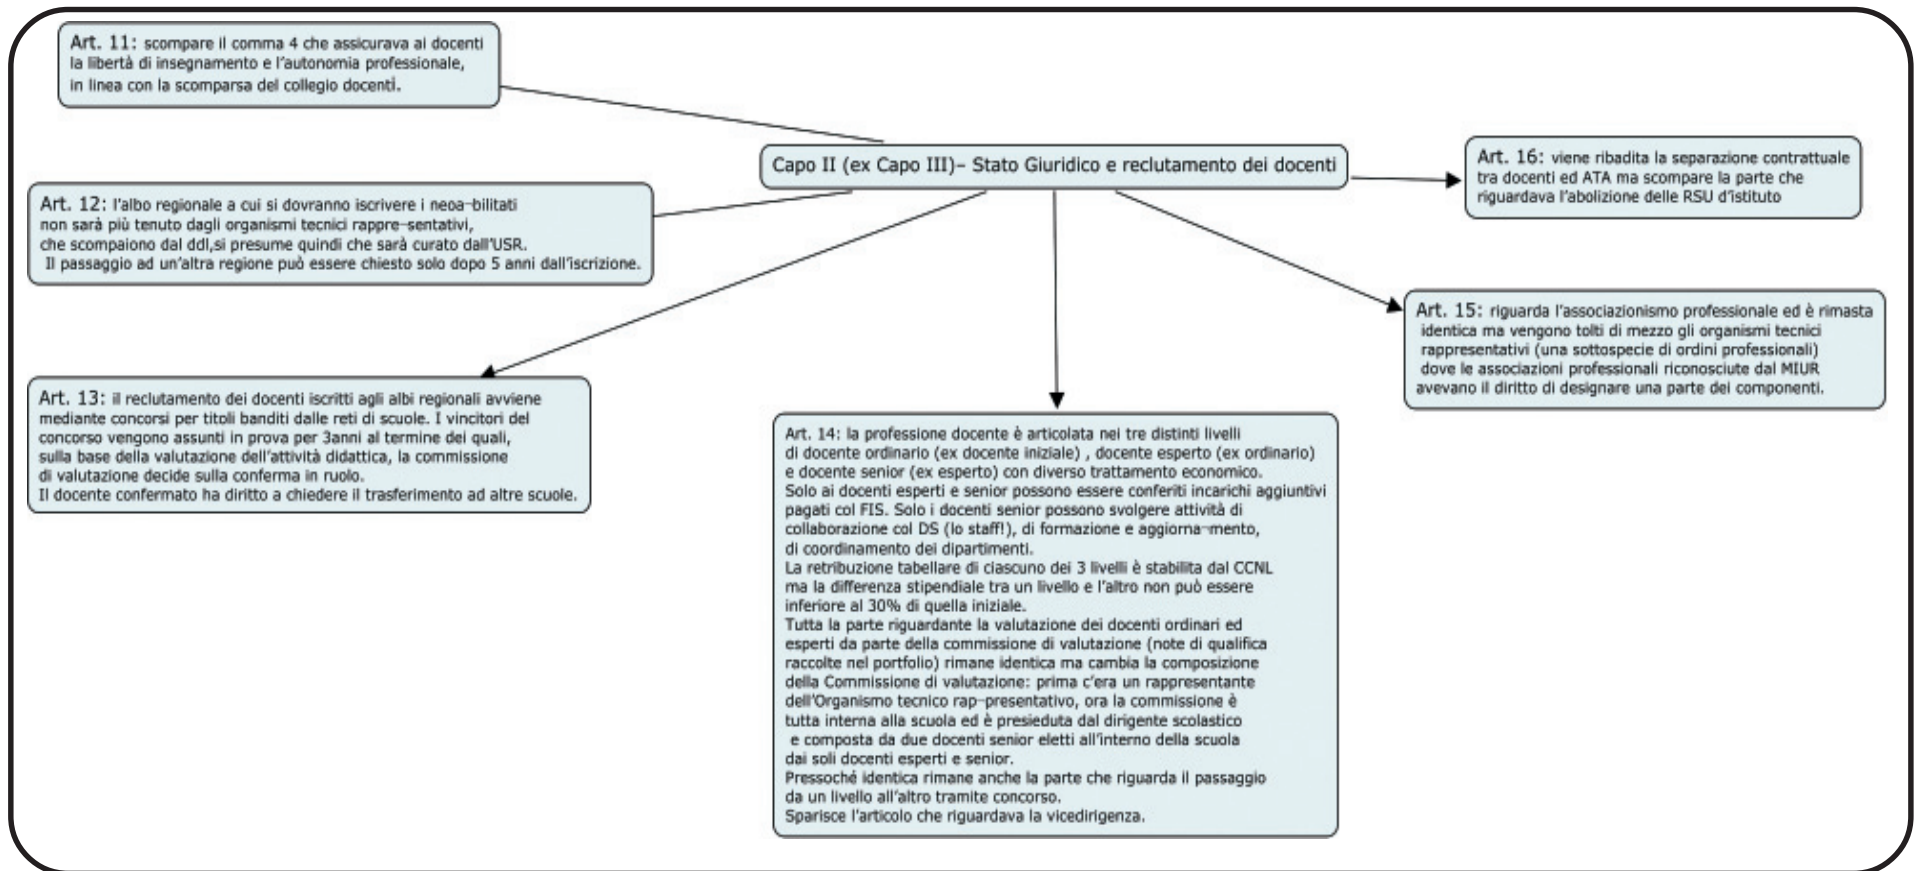 Art. 11: scompare il comma 4 che assicurava ai docenti
la libertà di insegnamento e l'autonomia professionale,
in linea con la scomparsa del collegio docenti.
Capo II (ex Capo III)– Stato Giuridico e reclutamento dei docenti
Art. 16: viene ribadita la separazione contrattuale
tra docenti ed ATA ma scompare la parte che
riguardava l'abolizione delle RSU d'istituto
Art. 12: l'albo regionale a cui si dovranno iscrivere i neoa¬bilitati
non sarà più tenuto dagli organismi tecnici rappre¬sentativi,
che scompaiono dal ddl,si presume quindi che sarà curato dall'USR.
Il passaggio ad un'altra regione può essere chiesto solo dopo 5 anni dall'iscrizione.
Art. 15: riguarda l'associazionismo professionale ed è rimasta
identica ma vengono tolti di mezzo gli organismi tecnici
rappresentativi (una sottospecie di ordini professionali)
dove le associazioni professionali riconosciute dal MIUR
avevano il diritto di designare una parte dei componenti.
Art. 13: il reclutamento dei docenti iscritti agli albi regionali avviene
mediante concorsi per titoli banditi dalle reti di scuole. I vincitori del
concorso vengono assunti in prova per 3anni al termine dei quali,
sulla base della valutazione dell'attività didattica, la commissione
di valutazione decide sulla conferma in ruolo.
Il docente confermato ha diritto a chiedere il trasferimento ad altre scuole.
Art. 14: la professione docente è articolata nei tre distinti livelli
di docente ordinario (ex docente iniziale) , docente esperto (ex ordinario)
e docente senior (ex esperto) con diverso trattamento economico.
Solo ai docenti esperti e senior possono essere conferiti incarichi aggiuntivi
pagati col FIS. Solo i docenti senior possono svolgere attività di
collaborazione col DS (lo staff!), di formazione e aggiorna¬mento,
di coordinamento dei dipartimenti.
La retribuzione tabellare di ciascuno dei 3 livelli è stabilita dal CCNL
ma la differenza stipendiale tra un livello e l'altro non può essere
inferiore al 30% di quella iniziale.
Tutta la parte riguardante la valutazione dei docenti ordinari ed
esperti da parte della commissione di valutazione (note di qualifica
raccolte nel portfolio) rimane identica ma cambia la composizione
della Commissione di valutazione: prima c'era un rappresentante
dell'Organismo tecnico rap¬presentativo, ora la commissione è
tutta interna alla scuola ed è presieduta dal dirigente scolastico
e composta da due docenti senior eletti all'interno della scuola
dai soli docenti esperti e senior.
Pressoché identica rimane anche la parte che riguarda il passaggio
da un livello all'altro tramite concorso.
Sparisce l'articolo che riguardava la vicedirigenza.